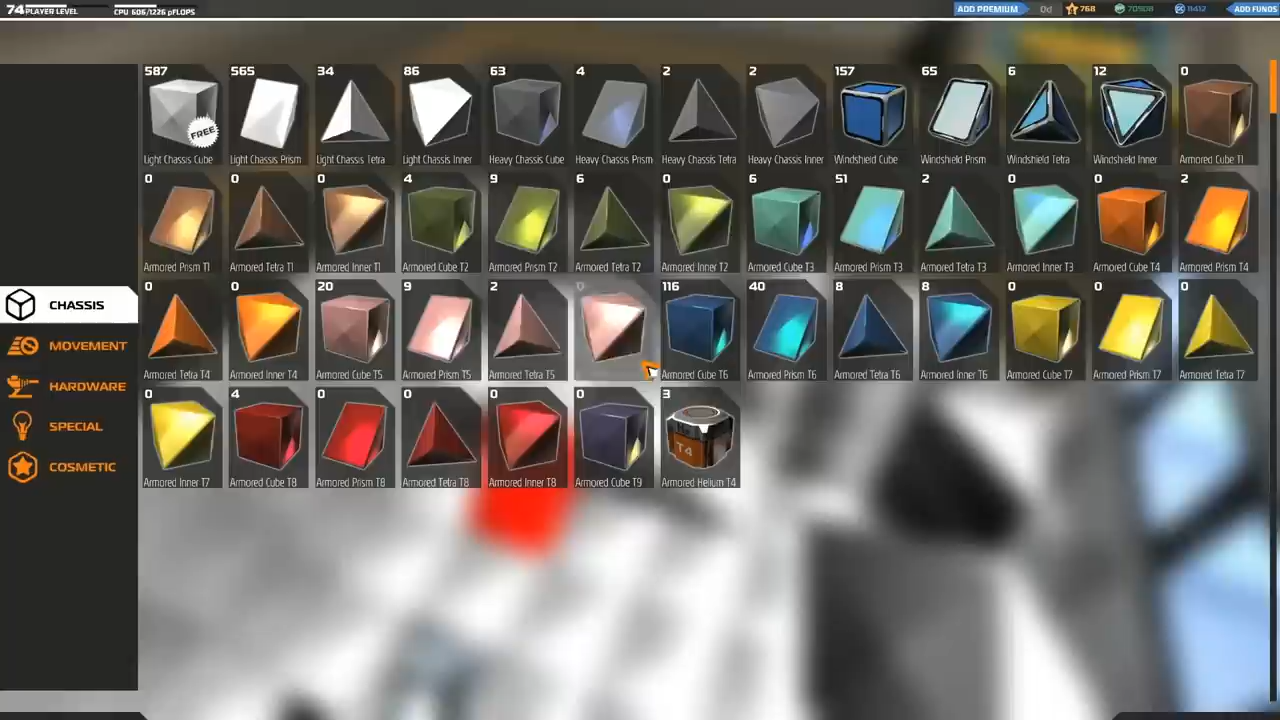 74 PLAYER LEVEL CPU 606/1226 pFLOPS ADD PREMIUM 0d 768 70908 11412 ADD FUNDS
587 565 34 86 63 4 2 2 157 65 6 12 0
FREE
Light Chassis Cube Light Chassis Prism Light Chassis Tetra Light Chassis Inner Heavy Chassis Cube Heavy Chassis Prism Heavy Chassis Tetra Heavy Chassis Inner Windshield Cube Windshield Prism Windshield Tetra Windshield Inner Armored Cube T1
0 0 0 4 9 6 0 6 51 2 0 0 2
Armored Prism T1 Armored Tetra T1 Armored Inner T1 Armored Cube T2 Armored Prism T2 Armored Tetra T2 Armored Inner T2 Armored Cube T3 Armored Prism T3 Armored Tetra T3 Armored Inner T3 Armored Cube T4 Armored Prism T4
0 0 20 9 2 0 116 40 8 8 0 0 0
Armored Tetra T4 Armored Inner T4 Armored Cube T5 Armored Prism T5 Armored Tetra T5 Armored Cube T6 Armored Prism T6 Armored Tetra T6 Armored Inner T6 Armored Cube T7 Armored Prism T7 Armored Tetra T7
0 4 0 0 0 0 3
T4
Armored Inner T7 Armored Cube T8 Armored Prism T8 Armored Tetra T8 Armored Inner T8 Armored Cube T9 Armored Helium T4
CHASSIS
MOVEMENT
HARDWARE
SPECIAL
COSMETIC